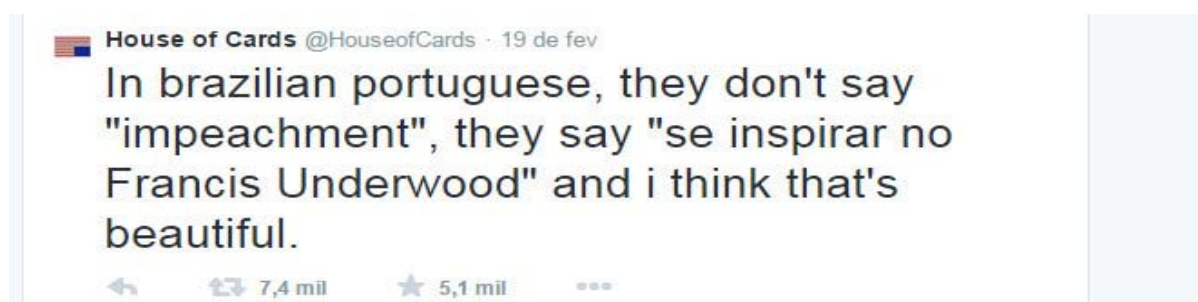 House of Cards @HouseofCards · 19 de fev
In brazilian portuguese, they don't say
"impeachment", they say "se inspirar no
Francis Underwood" and i think that's
beautiful.
7,4 mil 5,1 mil